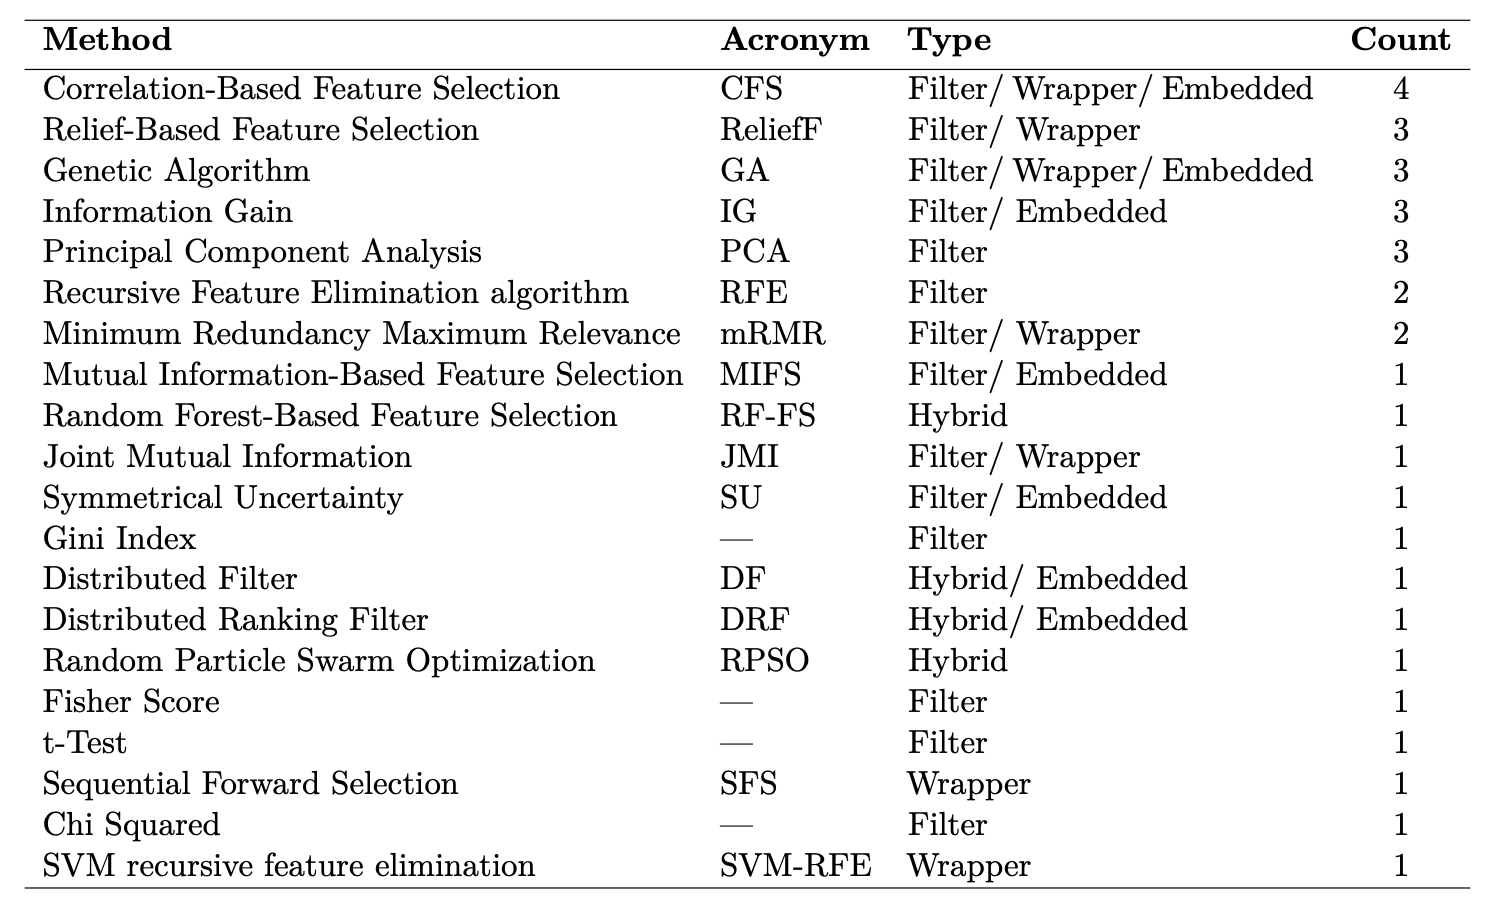 Method Acronym Type Count
Correlation-Based Feature Selection CFS Filter/ Wrapper/ Embedded 4
Relief-Based Feature Selection ReliefF Filter/ Wrapper 3
Genetic Algorithm GA Filter/ Wrapper/ Embedded 3
Information Gain IG Filter/ Embedded 3
Principal Component Analysis PCA Filter 3
Recursive Feature Elimination algorithm RFE Filter 2
Minimum Redundancy Maximum Relevance mRMR Filter/ Wrapper 2
Mutual Information-Based Feature Selection MIFS Filter/ Embedded 1
Random Forest-Based Feature Selection RF-FS Hybrid 1
Joint Mutual Information JMI Filter/ Wrapper 1
Symmetrical Uncertainty SU Filter/ Embedded 1
Gini Index — Filter 1
Distributed Filter DF Hybrid/ Embedded 1
Distributed Ranking Filter DRF Hybrid/ Embedded 1
Random Particle Swarm Optimization RPSO Hybrid 1
Fisher Score — Filter 1
t-Test — Filter 1
Sequential Forward Selection SFS Wrapper 1
Chi Squared — Filter 1
SVM recursive feature elimination SVM-RFE Wrapper 1